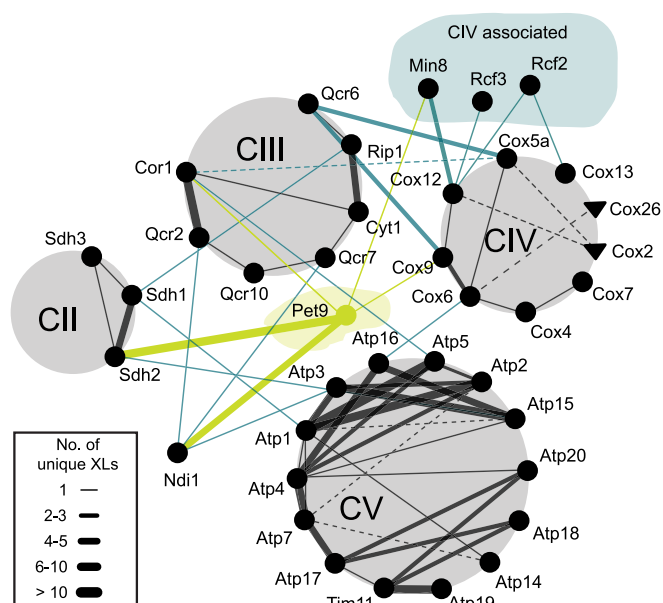 CIV associated
Min8
Rcf3
Rcf2
Qcr6
Cox5a
CIII
Rip1
Cor1
Cox12
Cox13
Cox26
Cyt1
CIV
Qcr2
Cox2
Sdh3
Qcr7
Cox9
Qcr10
Sdh1
Cox6
Cox7
CII
Pet9
Cox4
Atp16
Atp5
Sdh2
Atp3
Atp2
Atp15
Atp1
No. of
unique XLs
Atp20
Ndi1
Atp4
1
CV
2-3
Atp7
Atp18
4-5
6-10
Atp17
Atp14
> 10
Tim11
Atp19